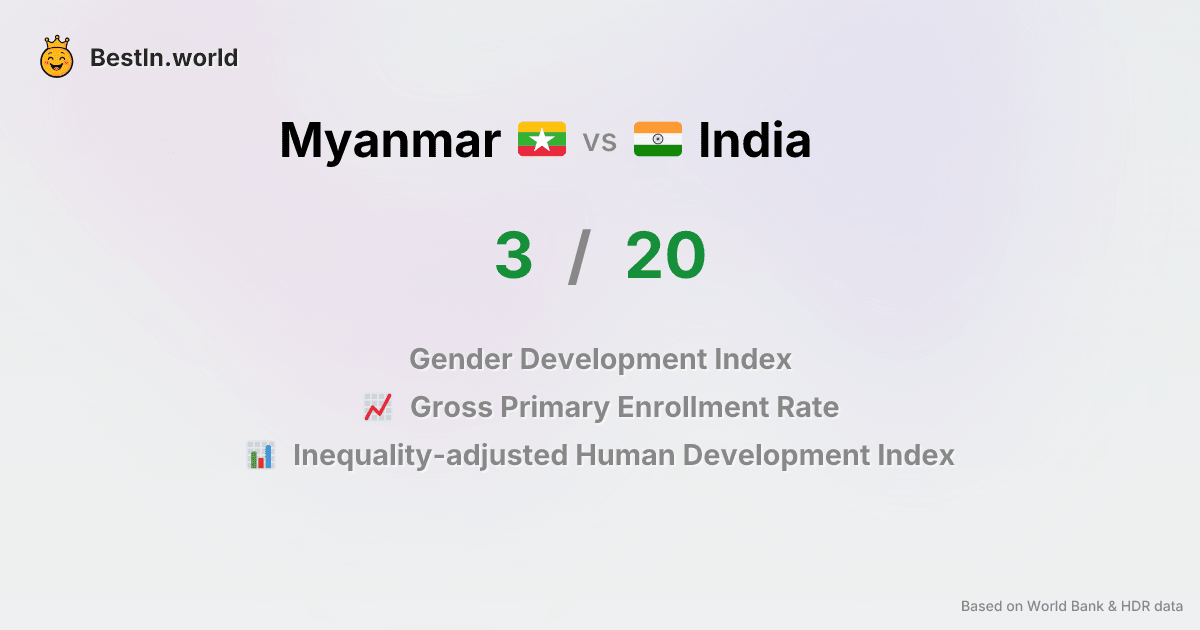 BestIn.world
Myanmar vs India
3 / 20
Gender Development Index
Gross Primary Enrollment Rate
Inequality-adjusted Human Development Index
Based on World Bank & HDR data